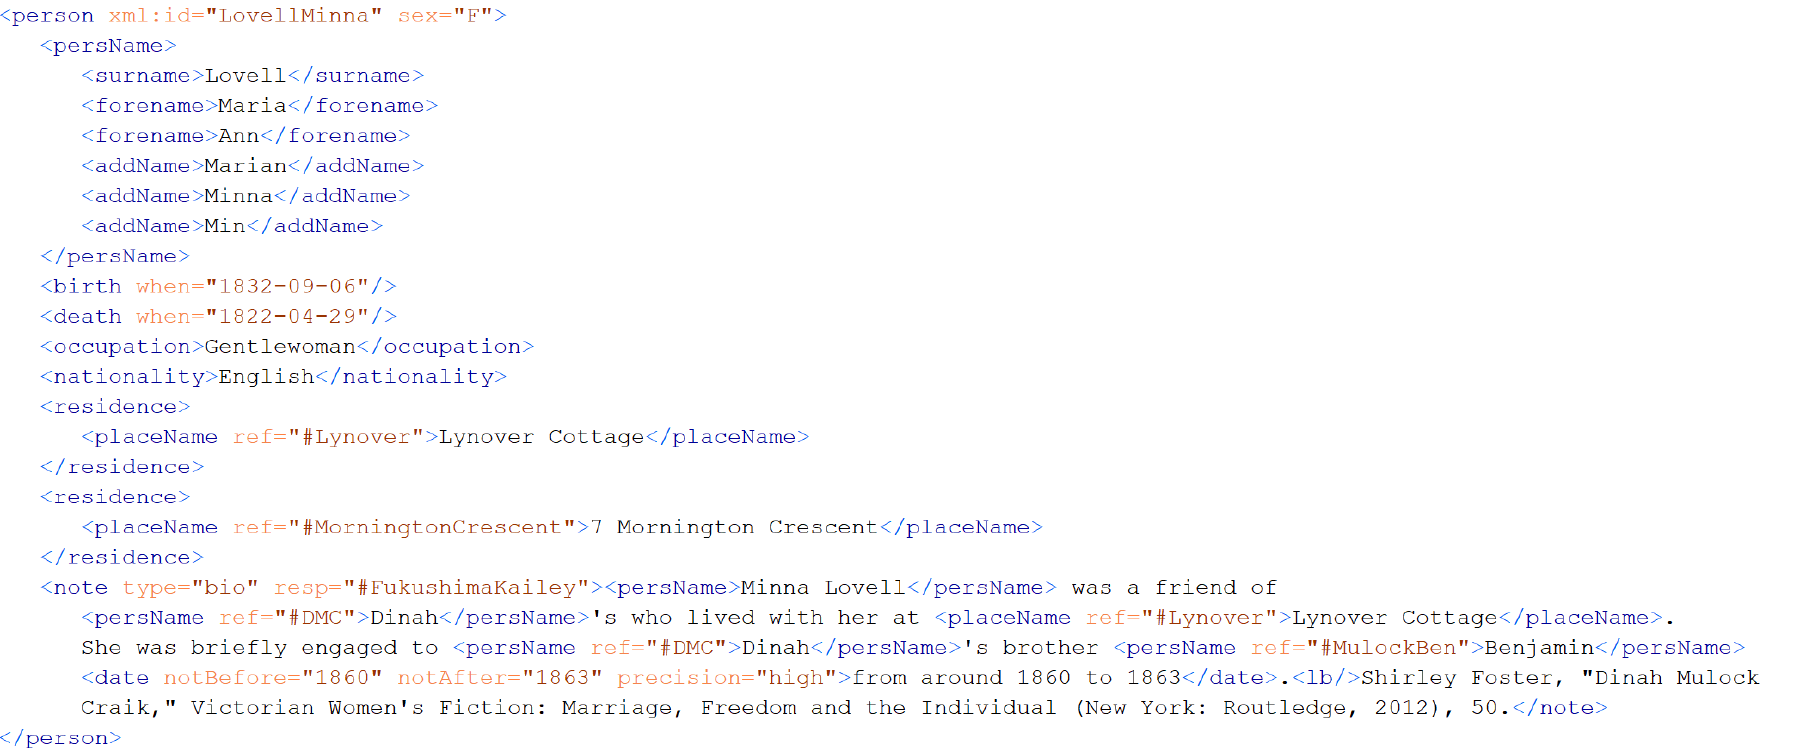 <person xml:id="LovellMinna" sex="F">
<persName>
<surname>Lovell</surname>
<forename>Maria</forename>
<forename>Ann</forename>
<addName>Marian</addName>
<addName>Minna</addName>
<addName>Min</addName>
</persName>
<birth when="1832-09-06"/>
<death when="1822-04-29"/>
<occupation>Gentlewoman</occupation>
<nationality>English</nationality>
<residence>
<placeName ref="#Lynover">Lynover Cottage</placeName>
</residence>
<residence>
<placeName ref="#MorningtonCrescent">7 Mornington Crescent</placeName>
</residence>
<note type="bio" resp="#FukushimaKailey"><persName>Minna Lovell</persName> was a friend of
<persName ref="#DMC">Dinah</persName>'s who lived with her at <placeName ref="#Lynover">Lynover Cottage</placeName>.
She was briefly engaged to <persName ref="#DMC">Dinah</persName>'s brother <persName ref="#MulockBen">Benjamin</persName>
<date notBefore="1860" notAfter="1863" precision="high">from around 1860 to 1863</date>.<lb/>Shirley Foster, "Dinah Mulock
Craik," Victorian Women's Fiction: Marriage, Freedom and the Individual (New York: Routledge, 2012), 50.</note>
</person>